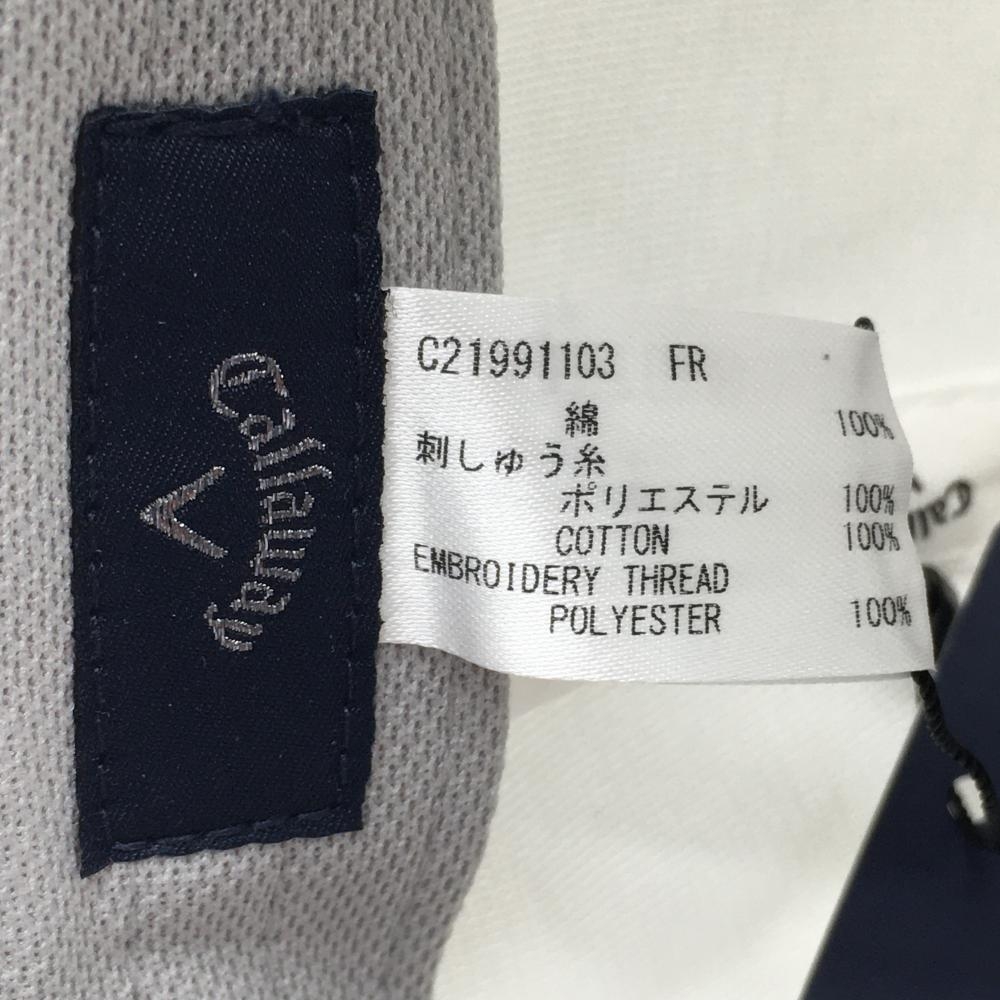 Callaway
C21991103 FR
綿 100%
刺しゅう糸
ポリエステル 100%
COTTON 100%
EMBROIDERY THREAD
POLYESTER 100%